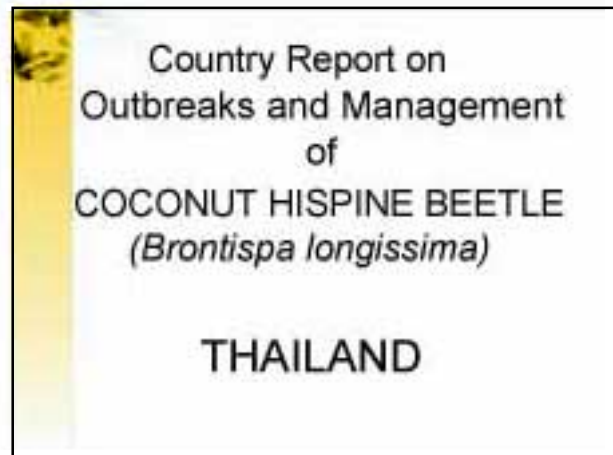 Country Report on
Outbreaks and Management
of
COCONUT HISPINE BEETLE
(Brontispa longissima)
THAILAND